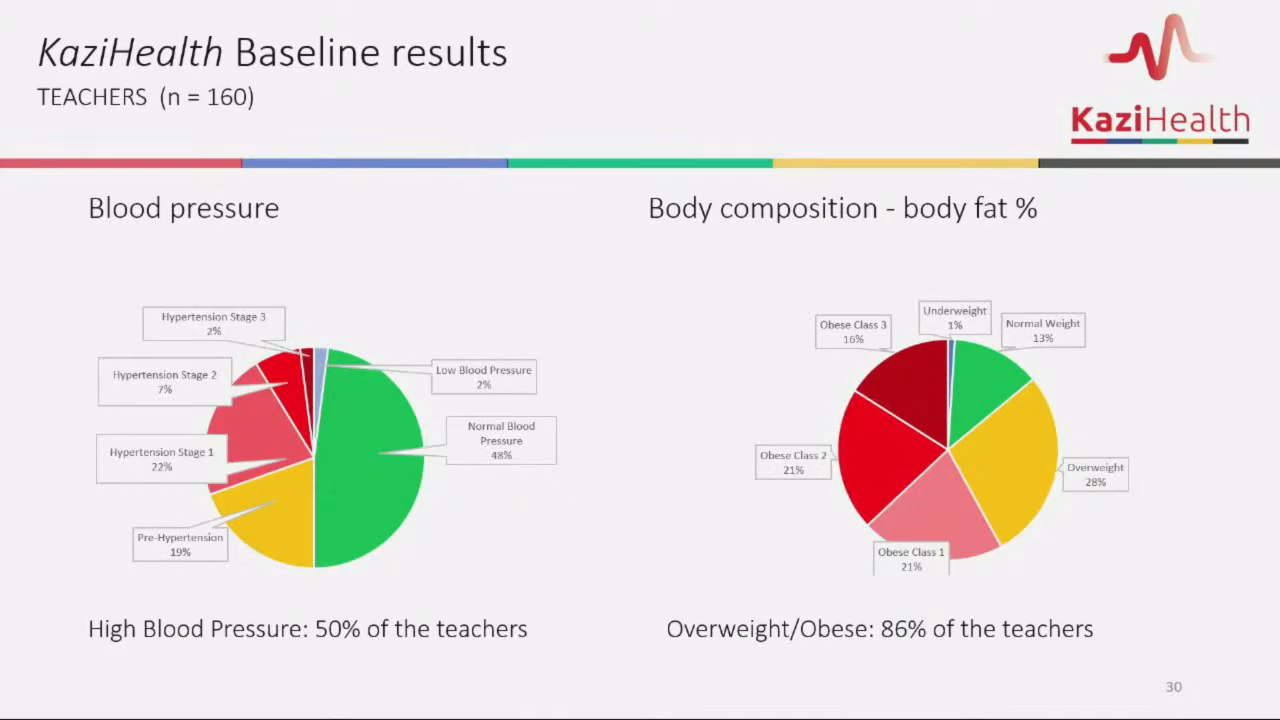 KaziHealth Baseline results
TEACHERS (n = 160)
KaziHealth
Blood pressure
Body composition - body fat %
Hypertension Stage 3
2%
Hypertension Stage 2
7%
Low Blood Pressure
2%
Normal Blood
Pressure
48%
Hypertension Stage 1
22%
Pre-Hypertension
19%
Underweight
1%
Obese Class 3
16%
Normal Weight
13%
Obese Class 2
21%
Overweight
28%
Obese Class 1
21%
High Blood Pressure: 50% of the teachers
Overweight/Obese: 86% of the teachers
30